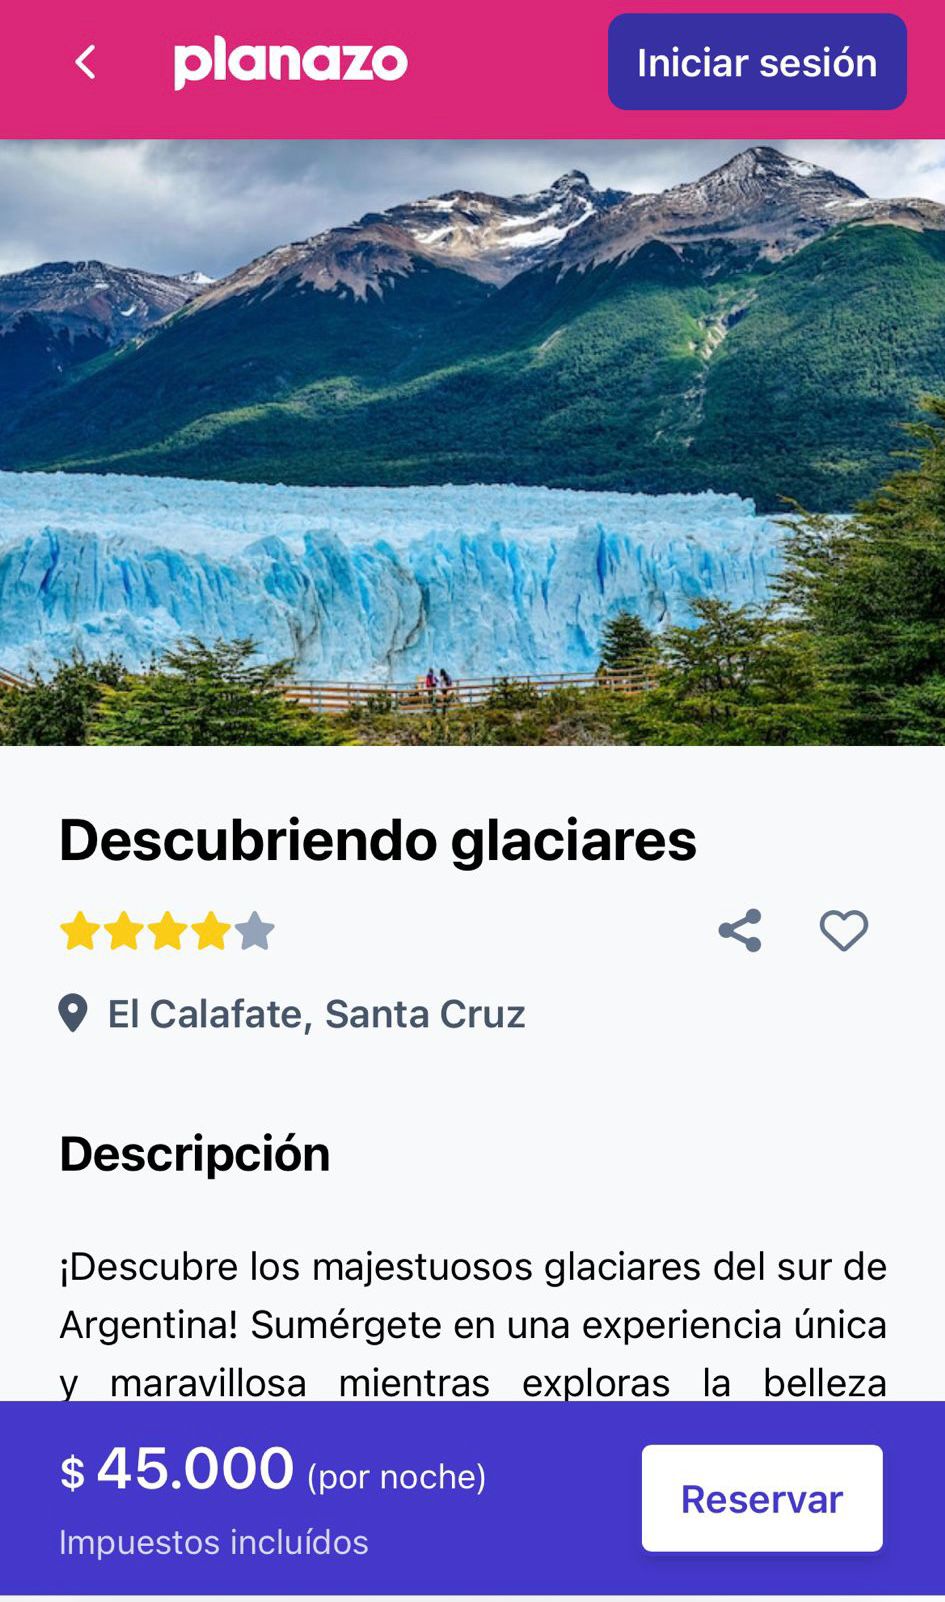 planazo
Iniciar sesión
Descubriendo glaciares
El Calafate, Santa Cruz
Descripción
¡Descubre los majestuosos glaciares del sur de
Argentina! Sumérgete en una experiencia única
y maravillosa mientras exploras la belleza
$ 45.000 (por noche)
Impuestos incluídos
Reservar